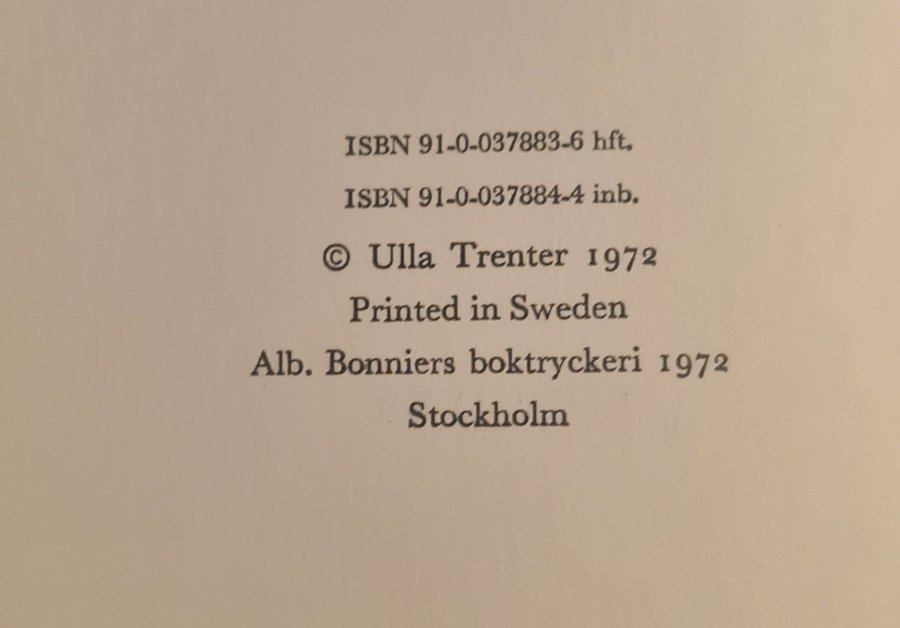 ISBN 91-0-037883-6 hft.
ISBN 91-0-037884-4 inb.
© Ulla Trenter 1972
Printed in Sweden
Alb. Bonniers boktryckeri 1972
Stockholm